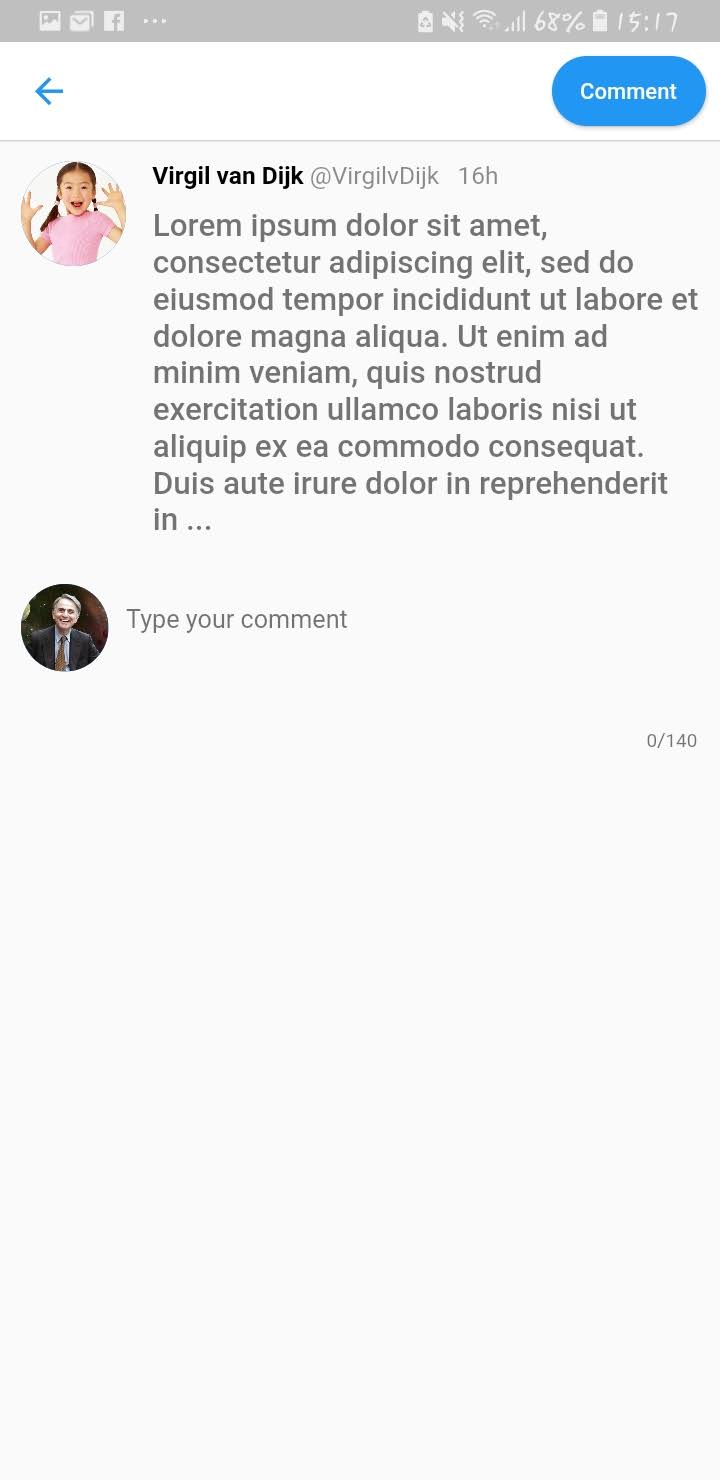 68% 15:17
Comment
Virgil van Dijk @VirgilvDijk 16h
Lorem ipsum dolor sit amet,
consectetur adipiscing elit, sed do
eiusmod tempor incididunt ut labore et
dolore magna aliqua. Ut enim ad
minim veniam, quis nostrud
exercitation ullamco laboris nisi ut
aliquip ex ea commodo consequat.
Duis aute irure dolor in reprehenderit
in ...
Type your comment
0/140